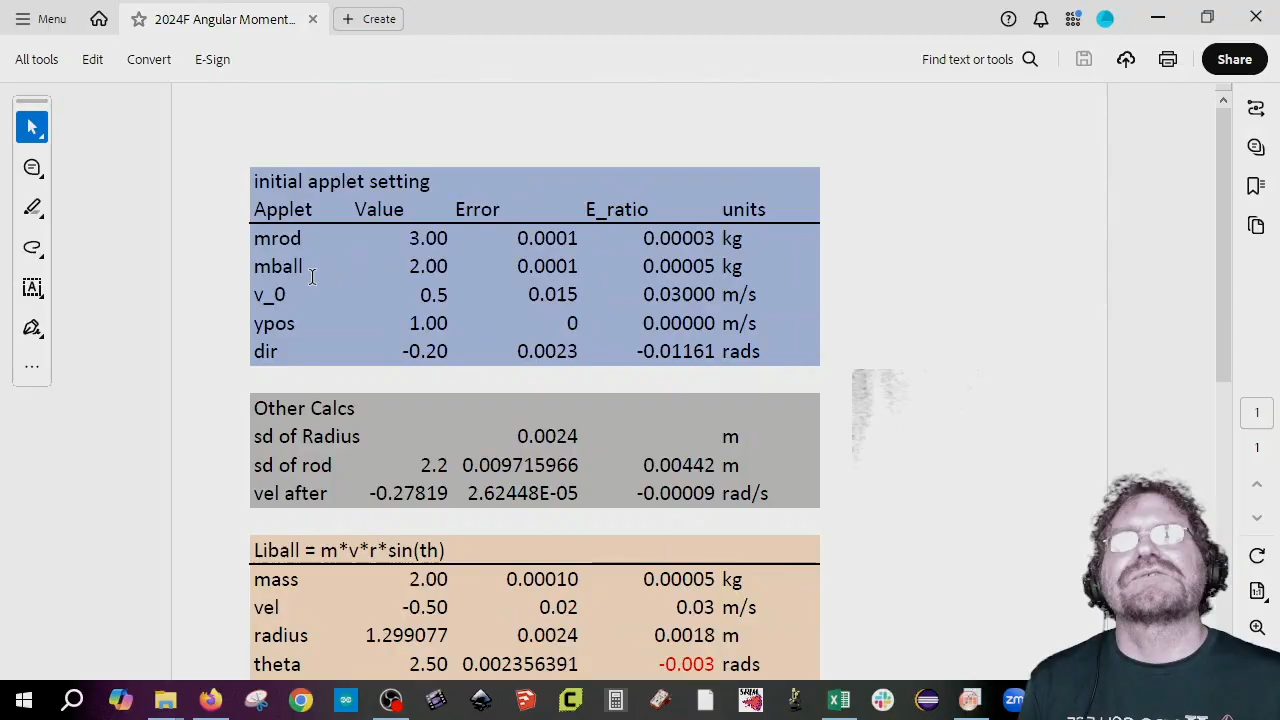 Menu
2024F Angular Moment...
Create
All tools
Edit
Convert
E-Sign
Find text or tools
Share
initial applet setting
Applet Value Error E_ratio units
mrod 3.00 0.0001 0.00003 kg
mball 2.00 0.0001 0.00005 kg
v_0 0.5 0.015 0.03000 m/s
ypos 1.00 0 0.00000 m/s
dir -0.20 0.0023 -0.01161 rads
Other Calcs
sd of Radius 0.0024 m
sd of rod 2.2 0.009715966 0.00442 m
vel after -0.27819 2.62448E-05 -0.00009 rad/s
Liball = m*v*r*sin(th)
mass 2.00 0.00010 0.00005 kg
vel -0.50 0.02 0.03 m/s
radius 1.299077 0.0024 0.0018 m
theta 2.50 0.002356391 -0.003 rads
1
1
zm